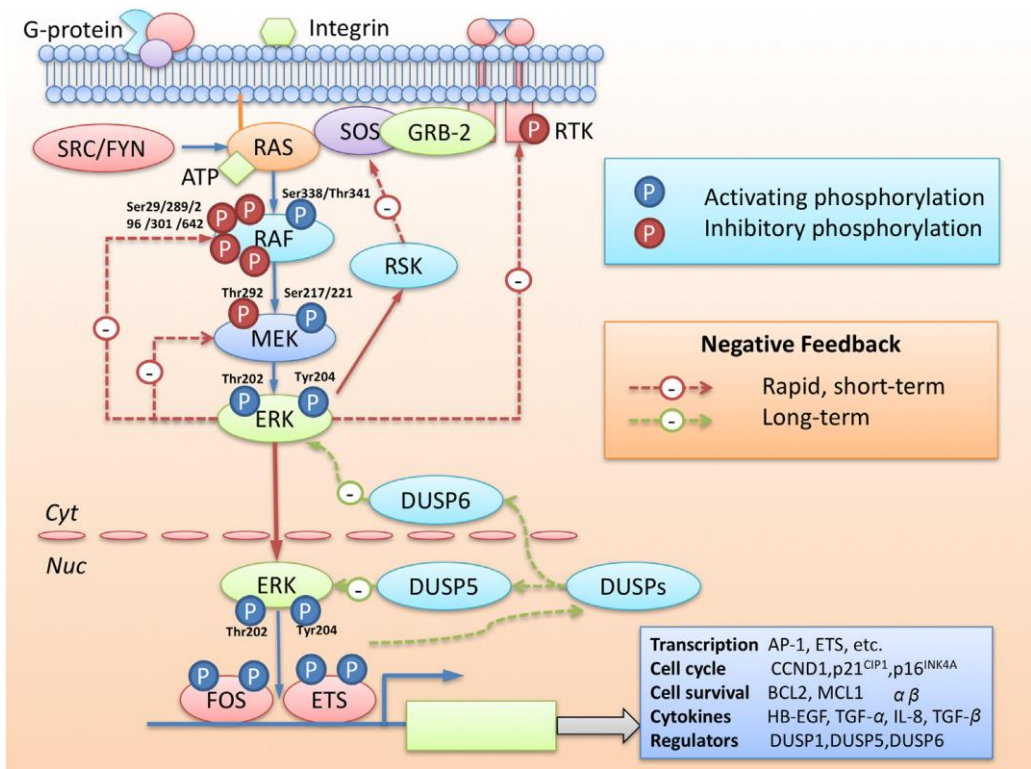 G-protein
Integrin
SRC/FYN
RAS
SOS
GRB-2
P
RTK
ATP
Ser29/289/2
96 /301 /642
Ser338/Thr341
P
P
P
P
P
RAF
RSK
-
-
-
-
Thr292
Ser217/221
P
P
MEK
Thr202
Tyr204
P
P
ERK
P
Activating phosphorylation
P
Inhibitory phosphorylation
Negative Feedback
-
Rapid, short-term
-
Long-term
-
DUSP6
Cyt
Nuc
ERK
-
DUSP5
DUSPs
P
P
Thr202
Tyr204
P
P
P
P
FOS
ETS
Transcription AP-1, ETS, etc.
Cell cycle CCND1,p21CIP1,p16INK4A
Cell survival BCL2, MCL1 α β
Cytokines HB-EGF, TGF-α, IL-8, TGF-β
Regulators DUSP1,DUSP5,DUSP6